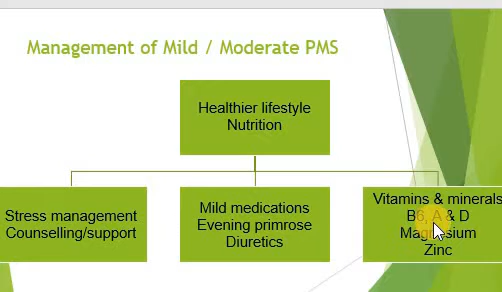 Management of Mild / Moderate PMS
Healthier lifestyle
Nutrition
Stress management
Counselling/support
Mild medications
Evening primrose
Diuretics
Vitamins & minerals
B6, A & D
Magnesium
Zinc